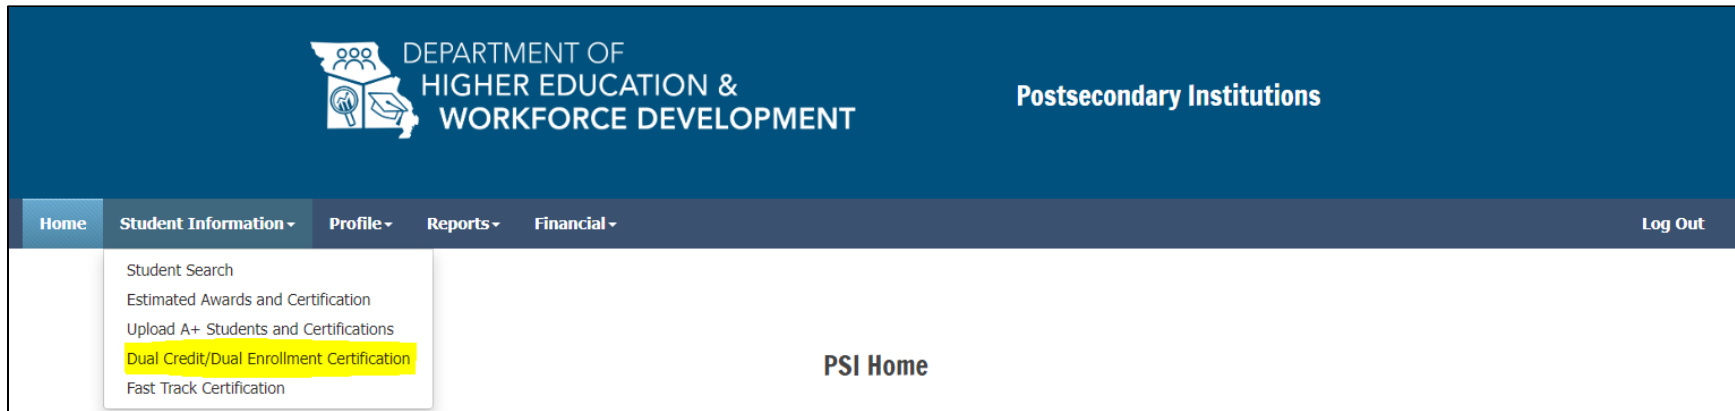 DEPARTMENT OF
HIGHER EDUCATION &
WORKFORCE DEVELOPMENT
Postsecondary Institutions
Home Student Information Profile Reports Financial Log Out
Student Search
Estimated Awards and Certification
Upload A+ Students and Certifications
Dual Credit/Dual Enrollment Certification
Fast Track Certification
PSI Home